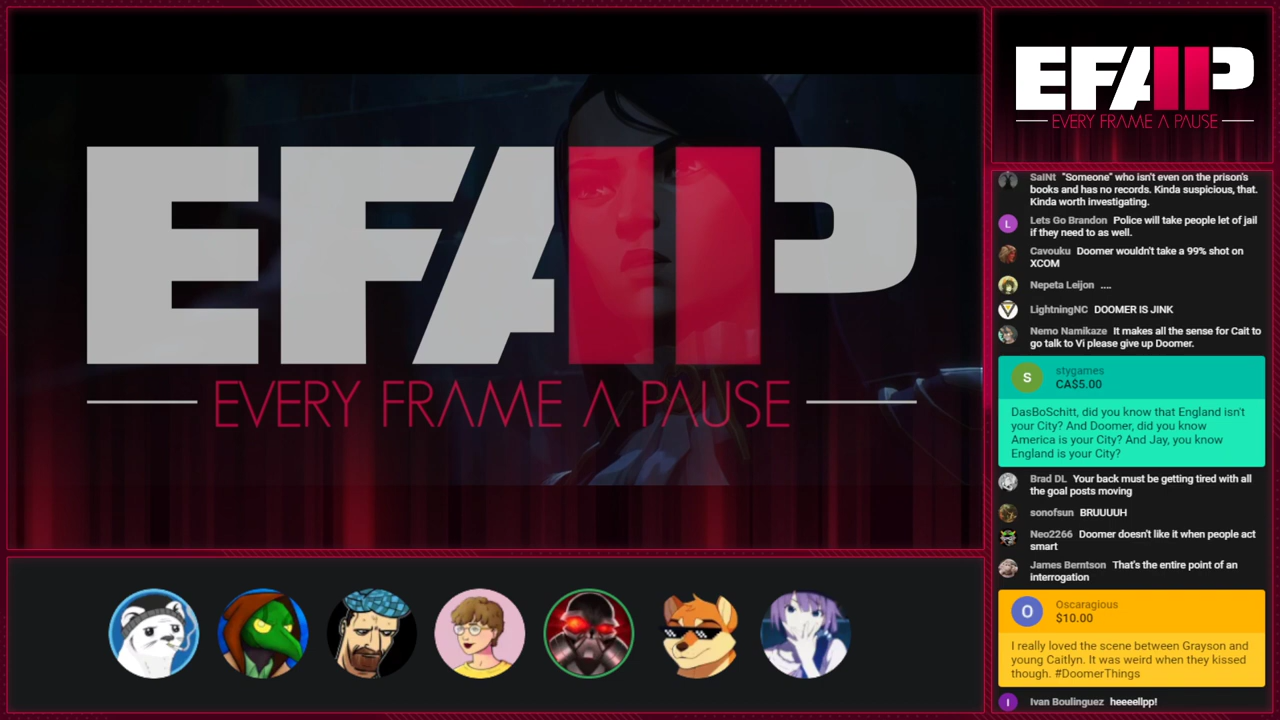 EFAP
EVERY FRAME A PAUSE
EFAP
EVERY FRAME A PAUSE
SaINt "Someone" who isn't even on the prison's
books and has no records. Kinda suspicious, that.
Kinda worth investigating.
L
Lets Go Brandon Police will take people let of jail
if they need to as well.
Cavouku Doomer wouldn't take a 99% shot on
XCOM
Nepeta Leijon ....
LightningNC DOOMER IS JINK
Nemo Namikaze It makes all the sense for Cait to
go talk to Vi please give up Doomer.
S
stygames
CA$5.00
DasBoSchitt, did you know that England isn't
your City? And Doomer, did you know
America is your City? And Jay, you know
England is your City?
Brad DL Your back must be getting tired with all
the goal posts moving
sonofsun BRUUUUH
Neo2266 Doomer doesn't like it when people act
smart
James Berntson That's the entire point of an
interrogation
O
Oscaragious
$10.00
I really loved the scene between Grayson and
young Caitlyn. It was weird when they kissed
though. #DoomerThings
I
Ivan Boulinguez heeeellpp!